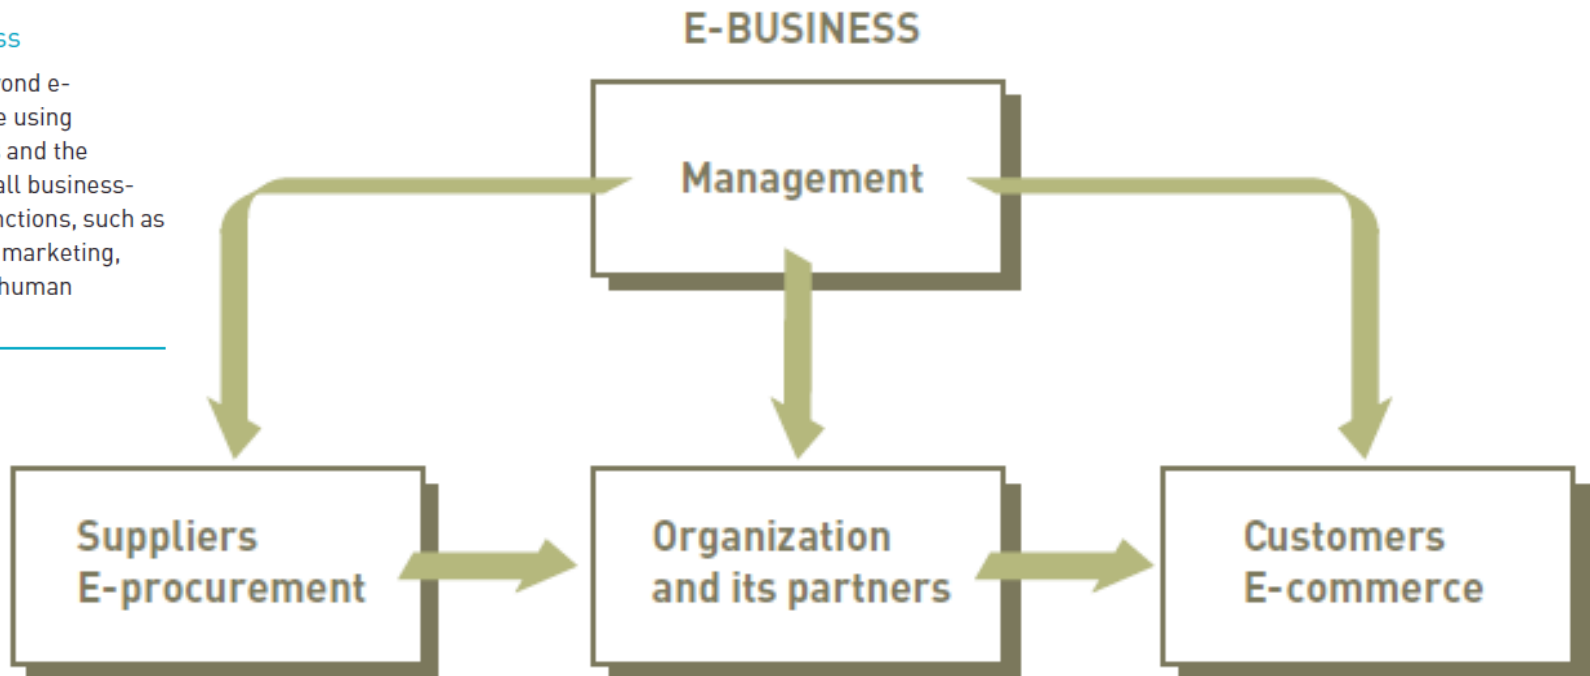 ss
ond e-
e using
and the
all business-
nctions, such as
marketing,
human
E-BUSINESS
Management
Suppliers
E-procurement
Organization
and its partners
Customers
E-commerce